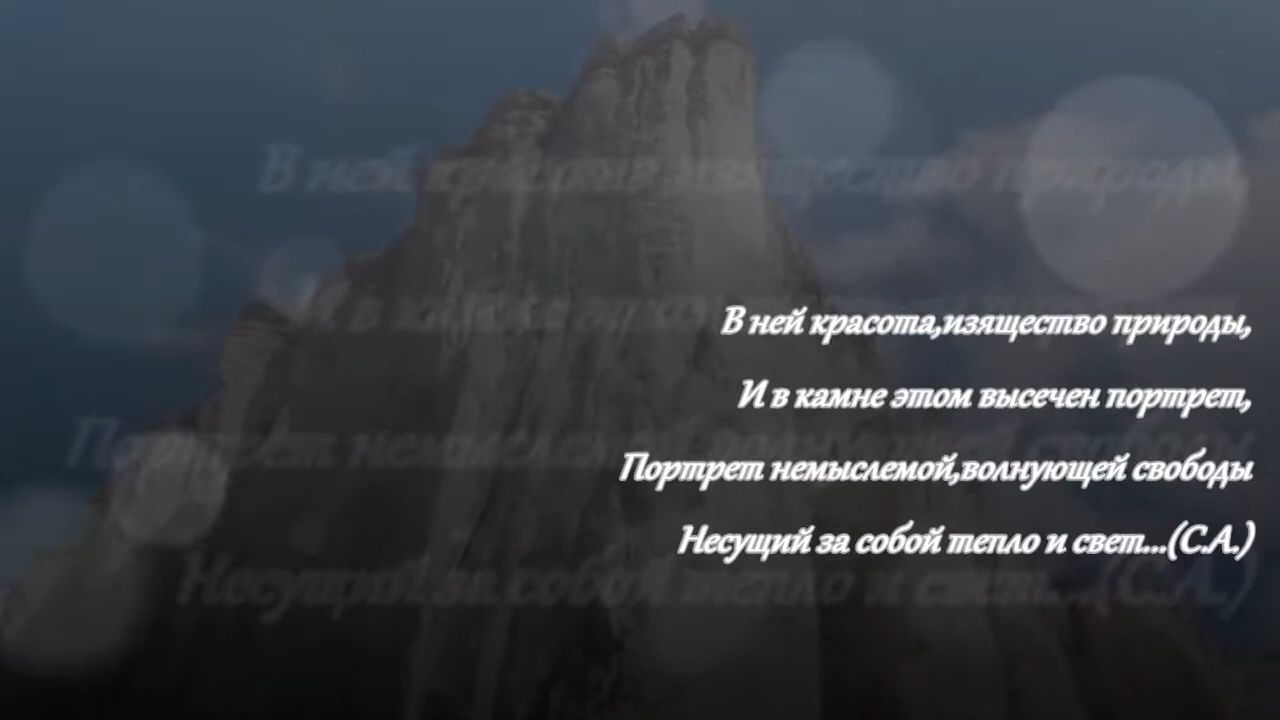 В ней красота,изящество природы,
И в камне этом высечен портрет,
Портрет немыслемой,волнующей свободы
Несущий за собой тепло и свет...(С.А.)